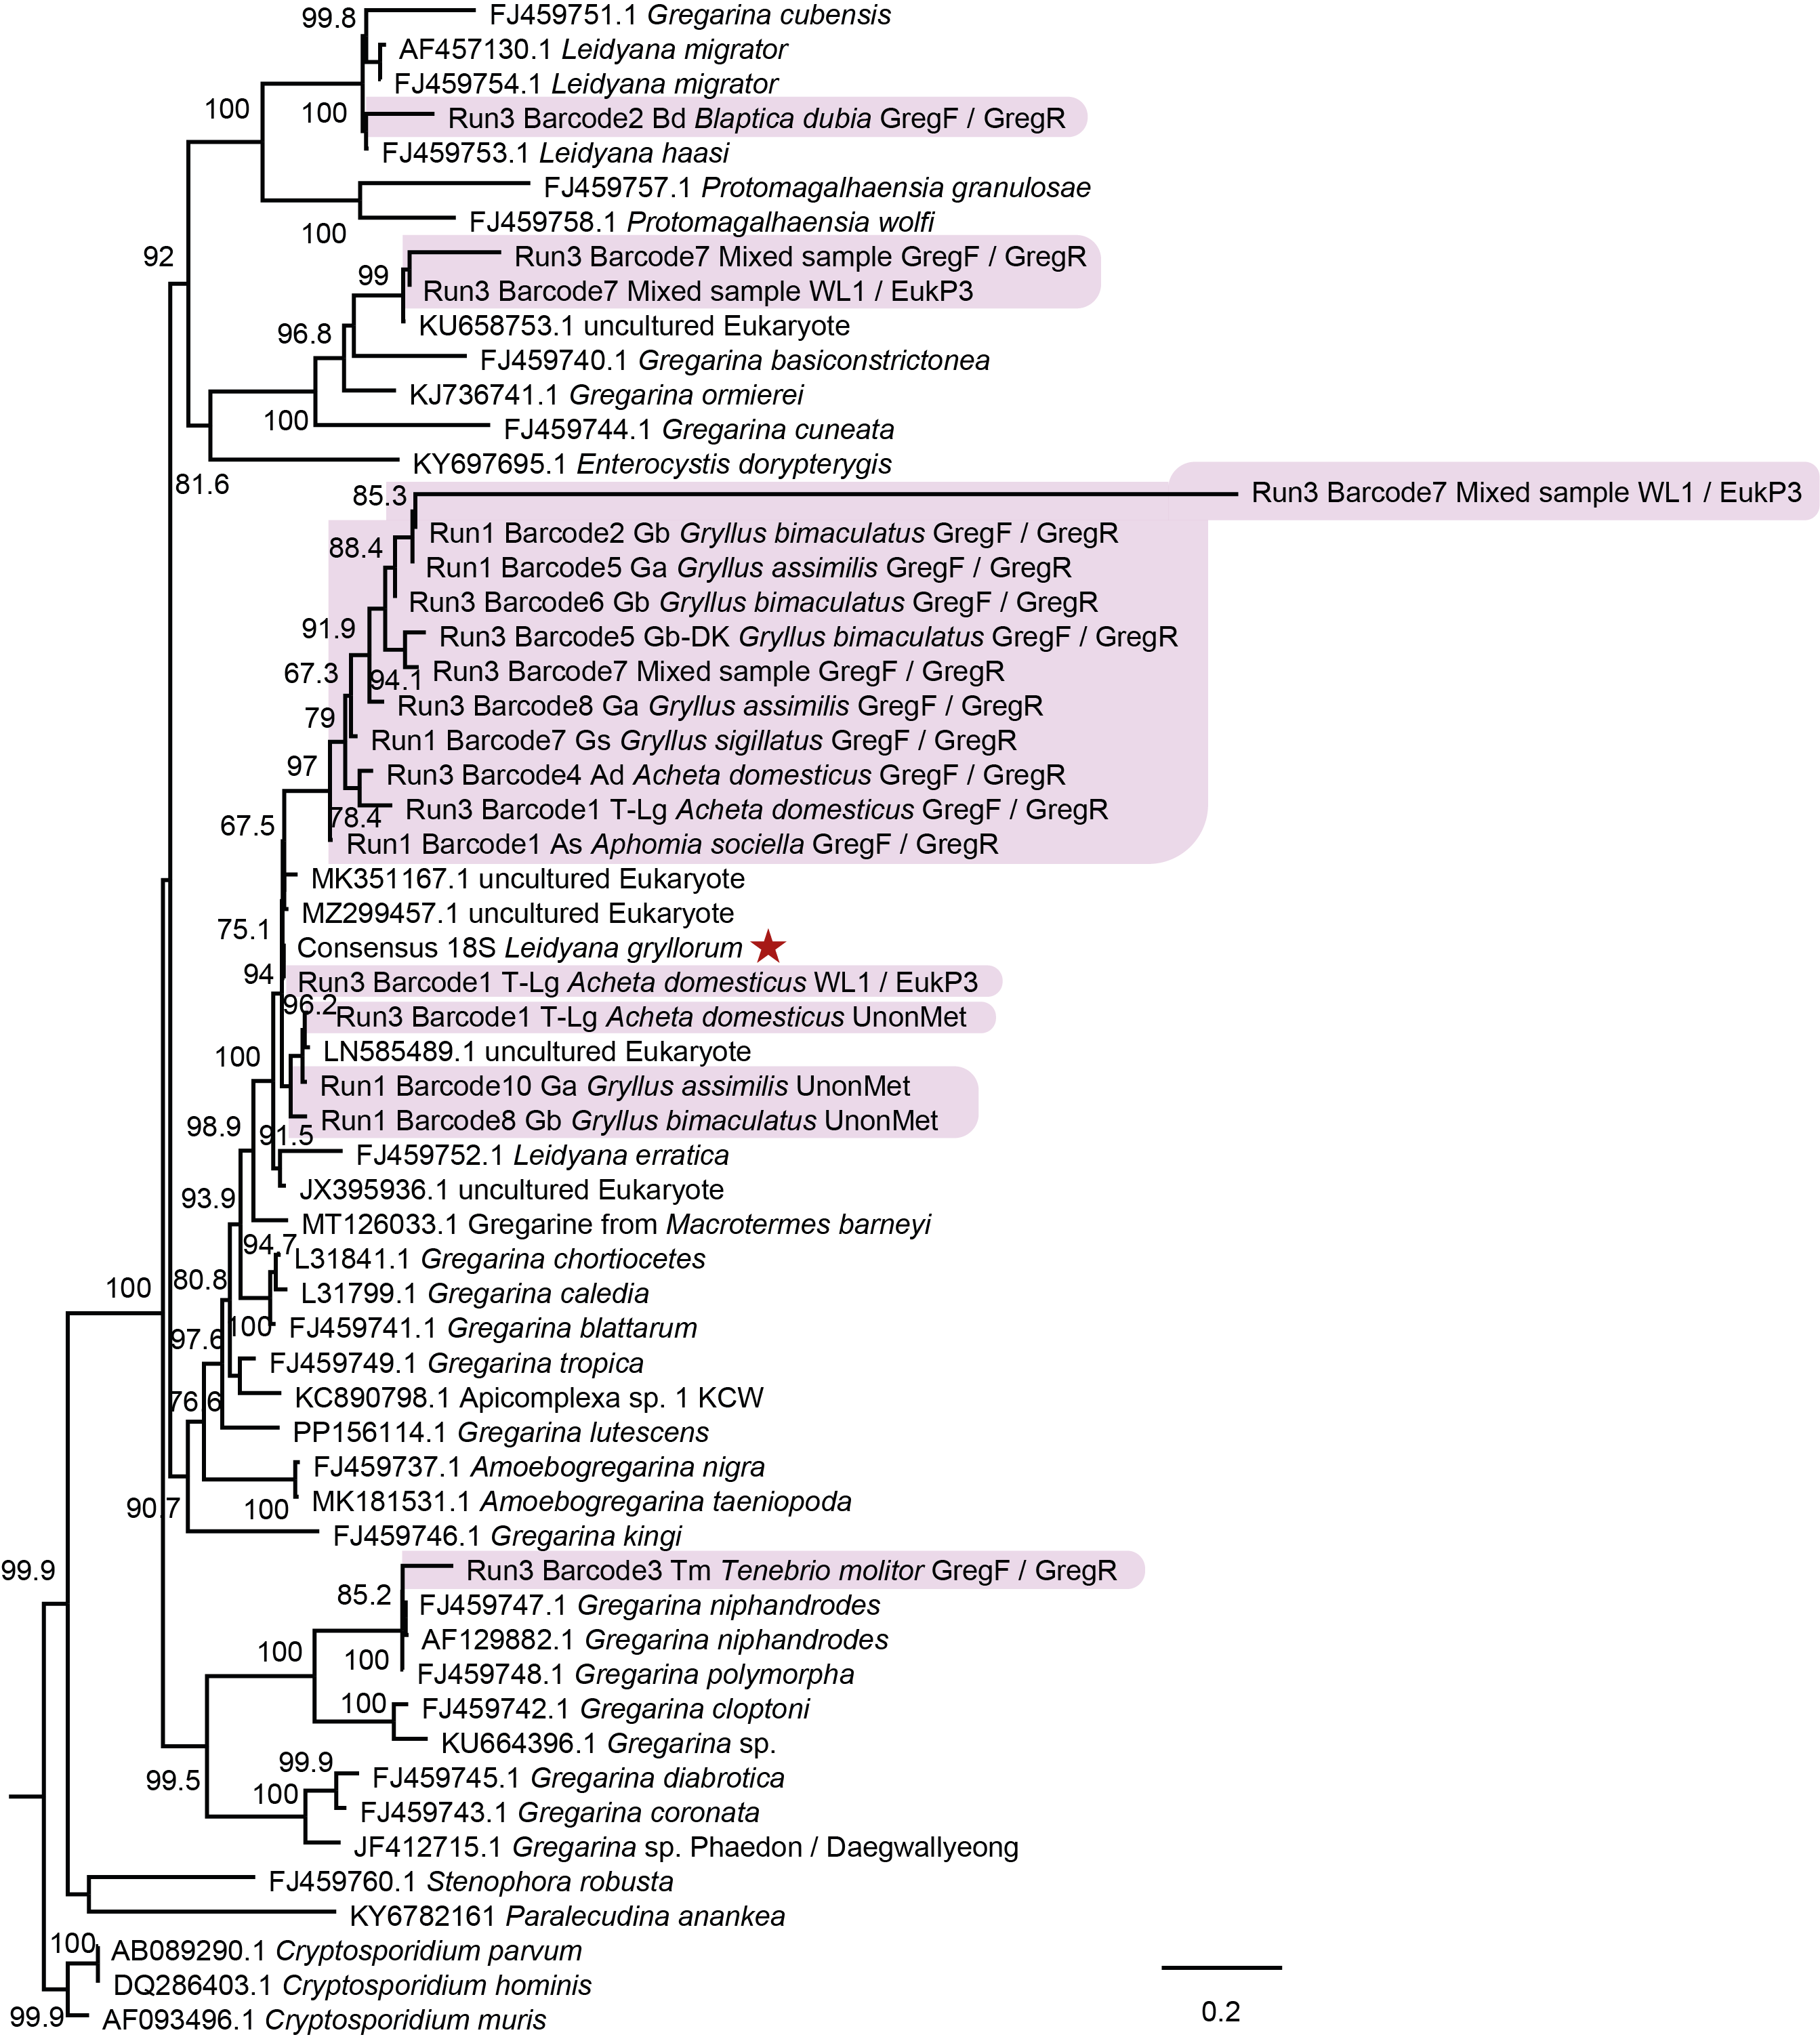 99.8
FJ459751.1 Gregarina cubensis
AF457130.1 Leidyana migrator
FJ459754.1 Leidyana migrator
100
100
Run3 Barcode2 Bd Blaptica dubia GregF / GregR
FJ459753.1 Leidyana haasi
FJ459757.1 Protomagalhaensia granulosae
FJ459758.1 Protomagalhaensia wolfi
100
92
Run3 Barcode7 Mixed sample GregF / GregR
99
Run3 Barcode7 Mixed sample WL1 / EukP3
KU658753.1 uncultured Eukaryote
96.8
FJ459740.1 Gregarina basiconstrictonea
KJ736741.1 Gregarina ormierei
100
FJ459744.1 Gregarina cuneata
KY697695.1 Enterocystis dorypterygis
81.6
85.3
Run3 Barcode7 Mixed sample WL1 / EukP3
Run1 Barcode2 Gb Gryllus bimaculatus GregF / GregR
88.4
Run1 Barcode5 Ga Gryllus assimilis GregF / GregR
Run3 Barcode6 Gb Gryllus bimaculatus GregF / GregR
91.9
Run3 Barcode5 Gb-DK Gryllus bimaculatus GregF / GregR
67.3
94.1
Run3 Barcode7 Mixed sample GregF / GregR
Run3 Barcode8 Ga Gryllus assimilis GregF / GregR
79
Run1 Barcode7 Gs Gryllus sigillatus GregF / GregR
97
Run3 Barcode4 Ad Acheta domesticus GregF / GregR
78.4
Run3 Barcode1 T-Lg Acheta domesticus GregF / GregR
67.5
Run1 Barcode1 As Aphomia sociella GregF / GregR
MK351167.1 uncultured Eukaryote
MZ299457.1 uncultured Eukaryote
75.1
Consensus 18S Leidyana gryllorum
94
Run3 Barcode1 T-Lg Acheta domesticus WL1 / EukP3
96.2
Run3 Barcode1 T-Lg Acheta domesticus UnonMet
100
LN585489.1 uncultured Eukaryote
Run1 Barcode10 Ga Gryllus assimilis UnonMet
98.9
91.5
Run1 Barcode8 Gb Gryllus bimaculatus UnonMet
FJ459752.1 Leidyana erratica
93.9
JX395936.1 uncultured Eukaryote
MT126033.1 Gregarine from Macrotermes barneyi
94.7
L31841.1 Gregarina chortiocetes
100
80.8
L31799.1 Gregarina caledia
100
FJ459741.1 Gregarina blattarum
97.6
FJ459749.1 Gregarina tropica
76.6
KC890798.1 Apicomplexa sp. 1 KCW
PP156114.1 Gregarina lutescens
FJ459737.1 Amoebogregarina nigra
90.7
100
MK181531.1 Amoebogregarina taeniopoda
FJ459746.1 Gregarina kingi
99.9
Run3 Barcode3 Tm Tenebrio molitor GregF / GregR
85.2
FJ459747.1 Gregarina niphandrodes
100
100
AF129882.1 Gregarina niphandrodes
FJ459748.1 Gregarina polymorpha
100
FJ459742.1 Gregarina cloptoni
KU664396.1 Gregarina sp.
99.5
99.9
FJ459745.1 Gregarina diabrotica
100
FJ459743.1 Gregarina coronata
JF412715.1 Gregarina sp. Phaedon / Daegwallyeong
FJ459760.1 Stenophora robusta
KY6782161 Paralecudina anankea
100
AB089290.1 Cryptosporidium parvum
DQ286403.1 Cryptosporidium hominis
99.9
AF093496.1 Cryptosporidium muris
0.2